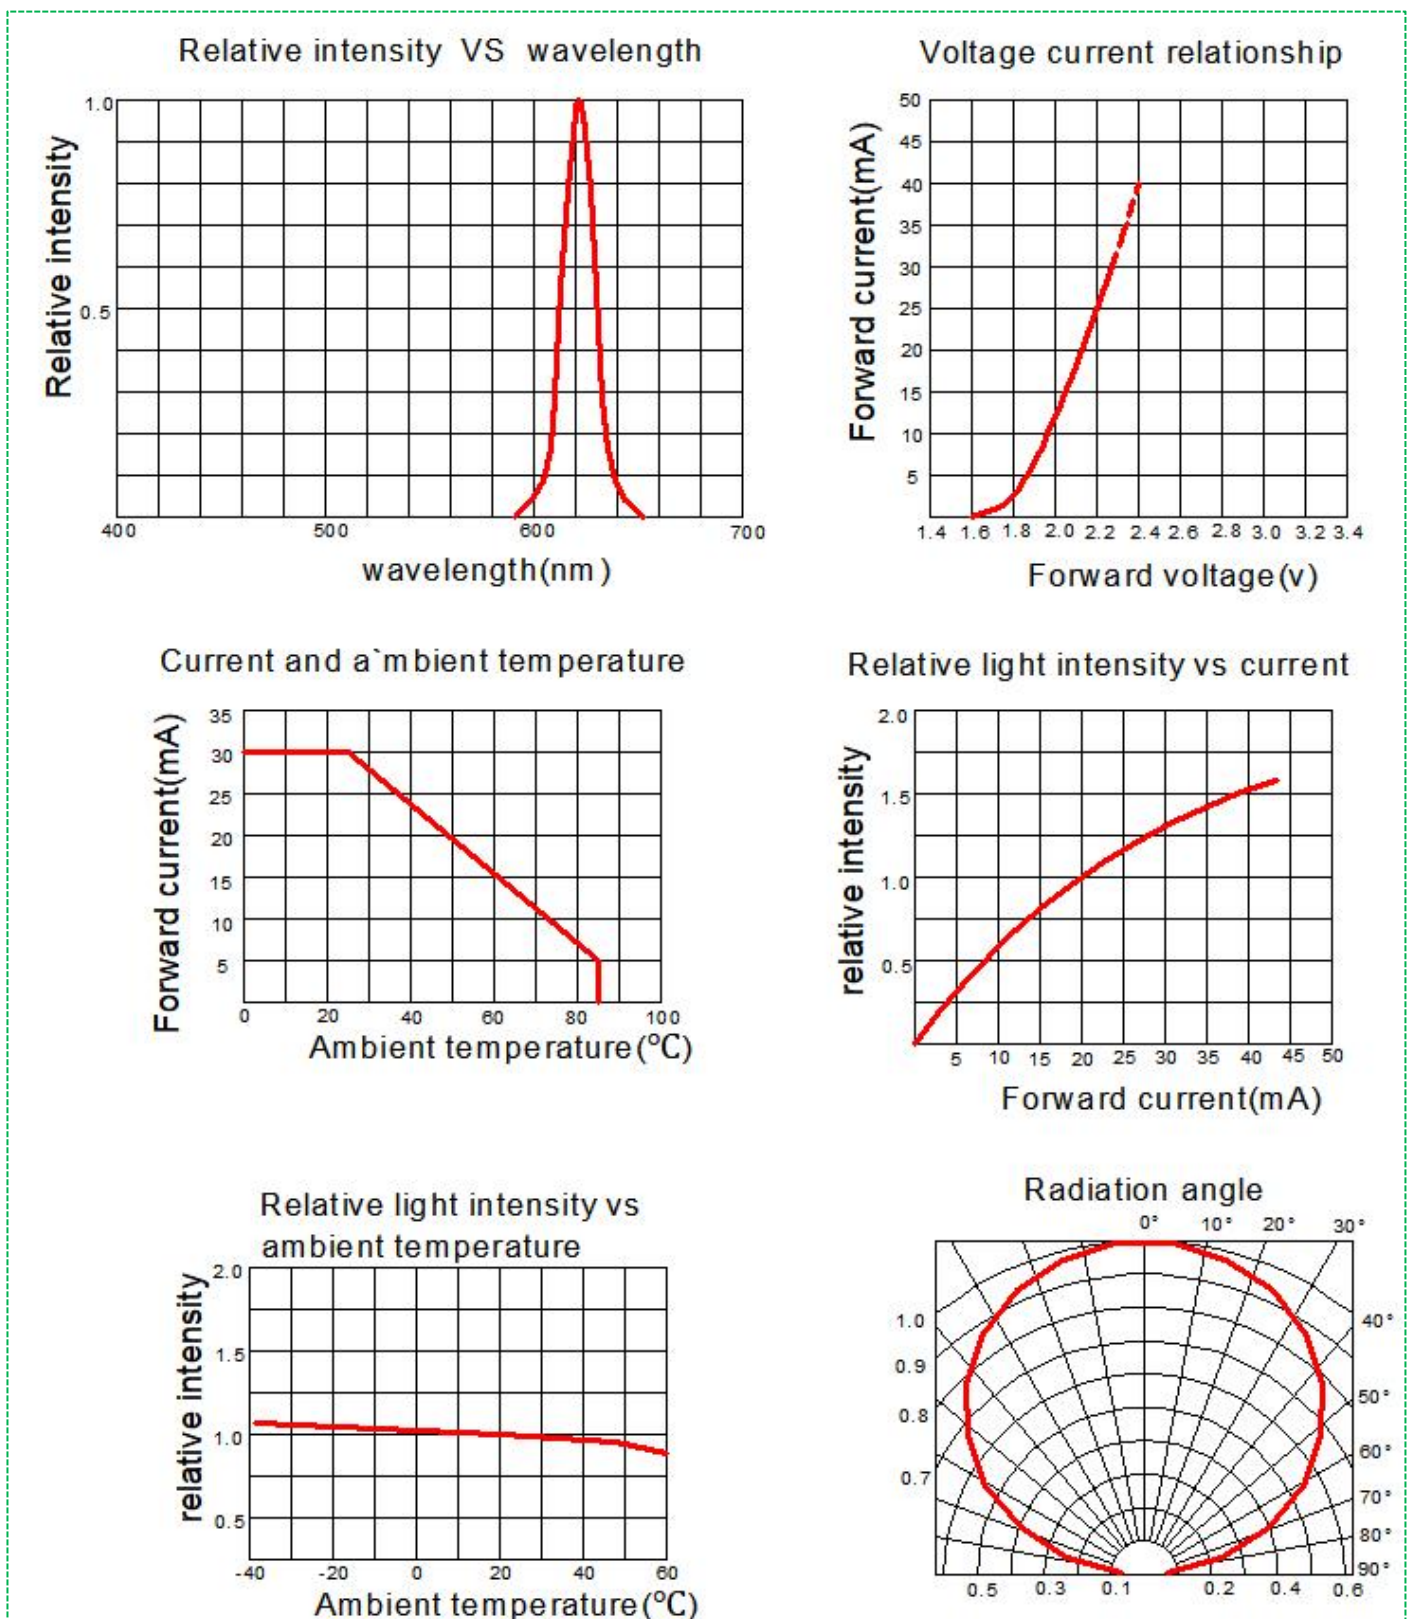 Relative intensity VS wavelength
Relative intensity
1.0
0.5
400 500 600 700
wavelength(nm)
Voltage current relationship
Forward current(mA)
50
45
40
35
30
25
20
15
10
5
1.4 1.6 1.8 2.0 2.2 2.4 2.6 2.8 3.0 3.2 3.4
Forward voltage(v)
Current and a`mbient temperature
Forward current(mA)
35
30
25
20
15
10
5
0 20 40 60 80 100
Ambient temperature(℃)
Relative light intensity vs current
relative intensity
2.0
1.5
1.0
0.5
5 10 15 20 25 30 35 40 45 50
Forward current(mA)
Relative light intensity vs
ambient temperature
relative intensity
2.0
1.5
1.0
0.5
-40 -20 0 20 40 60
Ambient temperature(℃)
Radiation angle
0° 10° 20° 30°
1.0 40°
0.9
0.8 50°
60°
0.7 70°
80°
90°
0.5 0.3 0.1 0.2 0.4 0.6